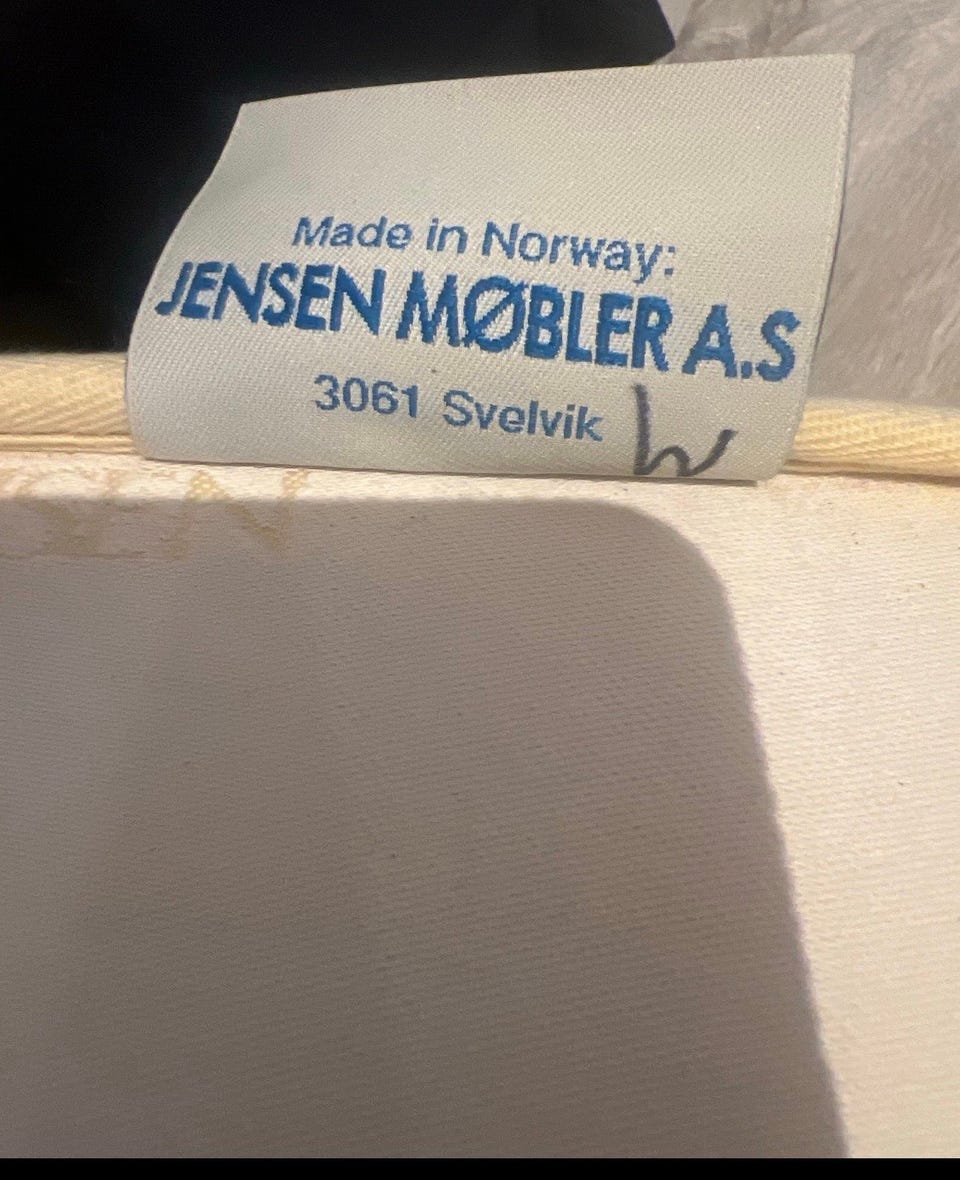 Made in Norway:
JENSEN MØBLER A.S
3061 Svelvik